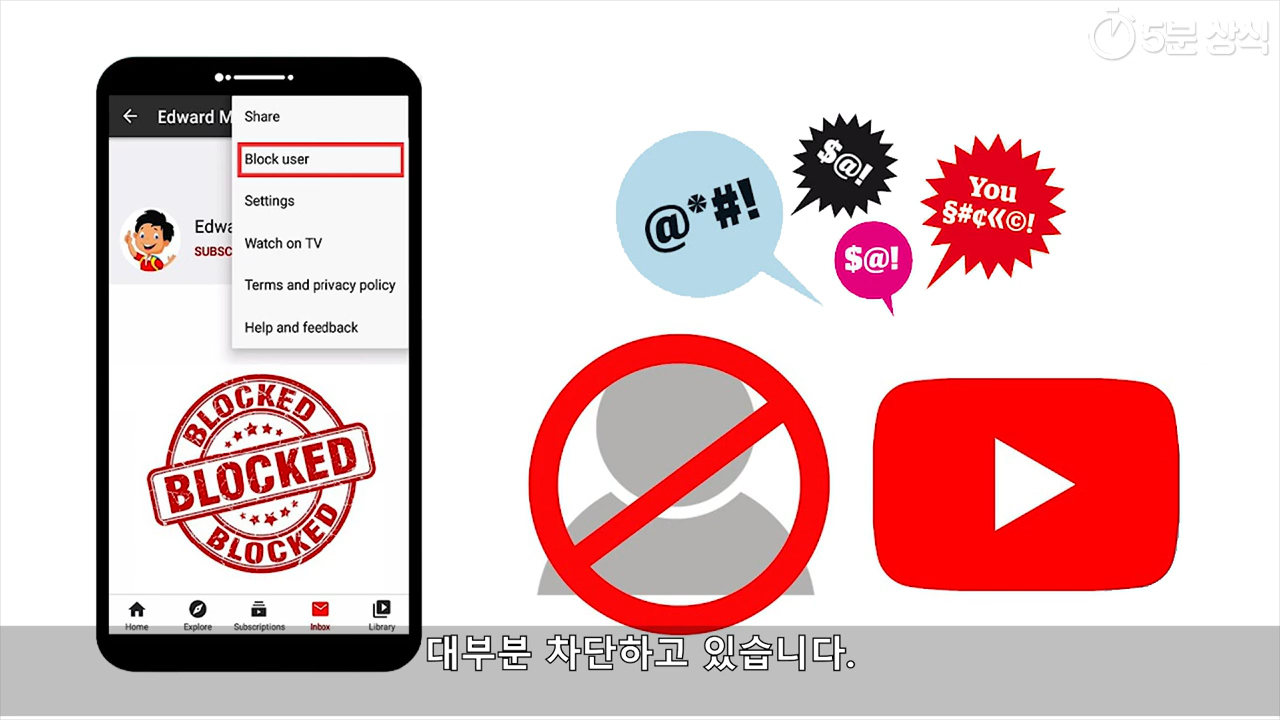 5분 상식
Edward M
Share
Block user
Settings
Watch on TV
Terms and privacy policy
Help and feedback
Edwa
SUBSC
BLOCKED
BLOCKED
BLOCKED
Home
Explore
Subscriptions
Inbox
Library
@*#!
$@!
$@!
You
§#¢«©!
대부분 차단하고 있습니다.